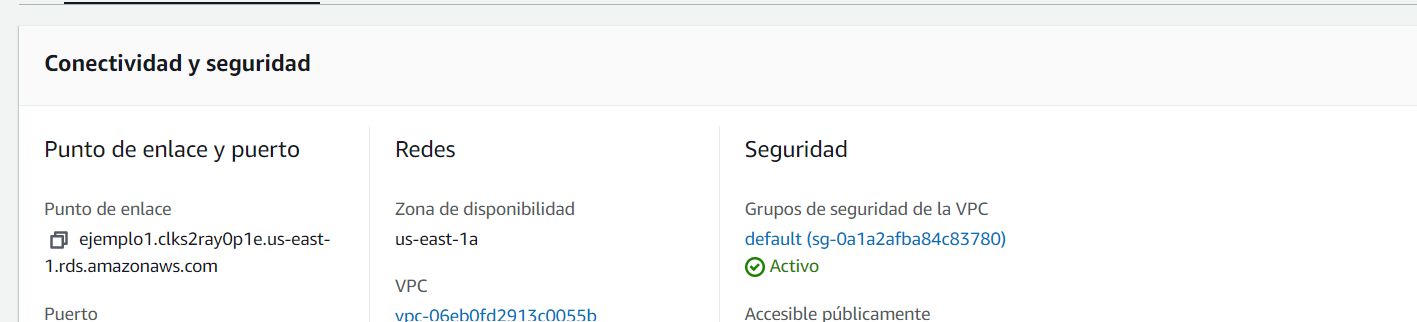 Conectividad y seguridad
Punto de enlace y puerto
Punto de enlace
ejemplo1.clks2ray0p1e.us-east-
1.rds.amazonaws.com
Puerto
Redes
Zona de disponibilidad
us-east-1a
VPC
vpc-06eb0fd2913c0055b
Seguridad
Grupos de seguridad de la VPC
default (sg-0a1a2afba84c83780)
Activo
Accesible públicamente